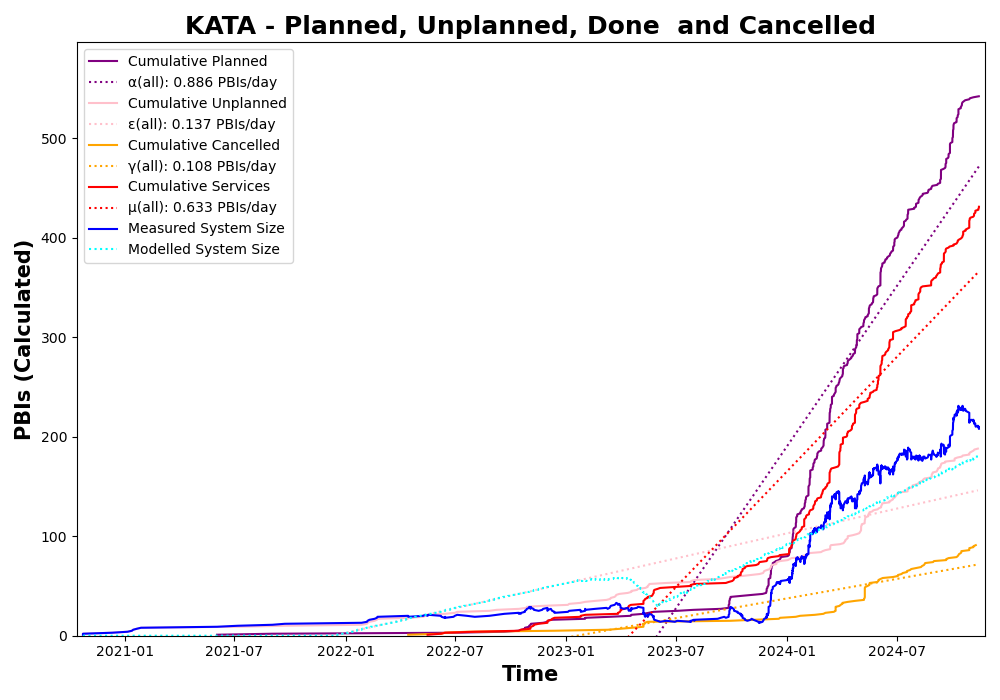 KATA - Planned, Unplanned, Done  and Cancelled
Cumulative Planned
α(all): 0.886 PBIs/day
Cumulative Unplanned
ε(all): 0.137 PBIs/day
Cumulative Cancelled
γ(all): 0.108 PBIs/day
Cumulative Services
μ(all): 0.633 PBIs/day
Measured System Size
Modelled System Size
PBIs (Calculated)
500
400
300
200
100
0
2021-01 2021-07 2022-01 2022-07 2023-01 2023-07 2024-01 2024-07
Time